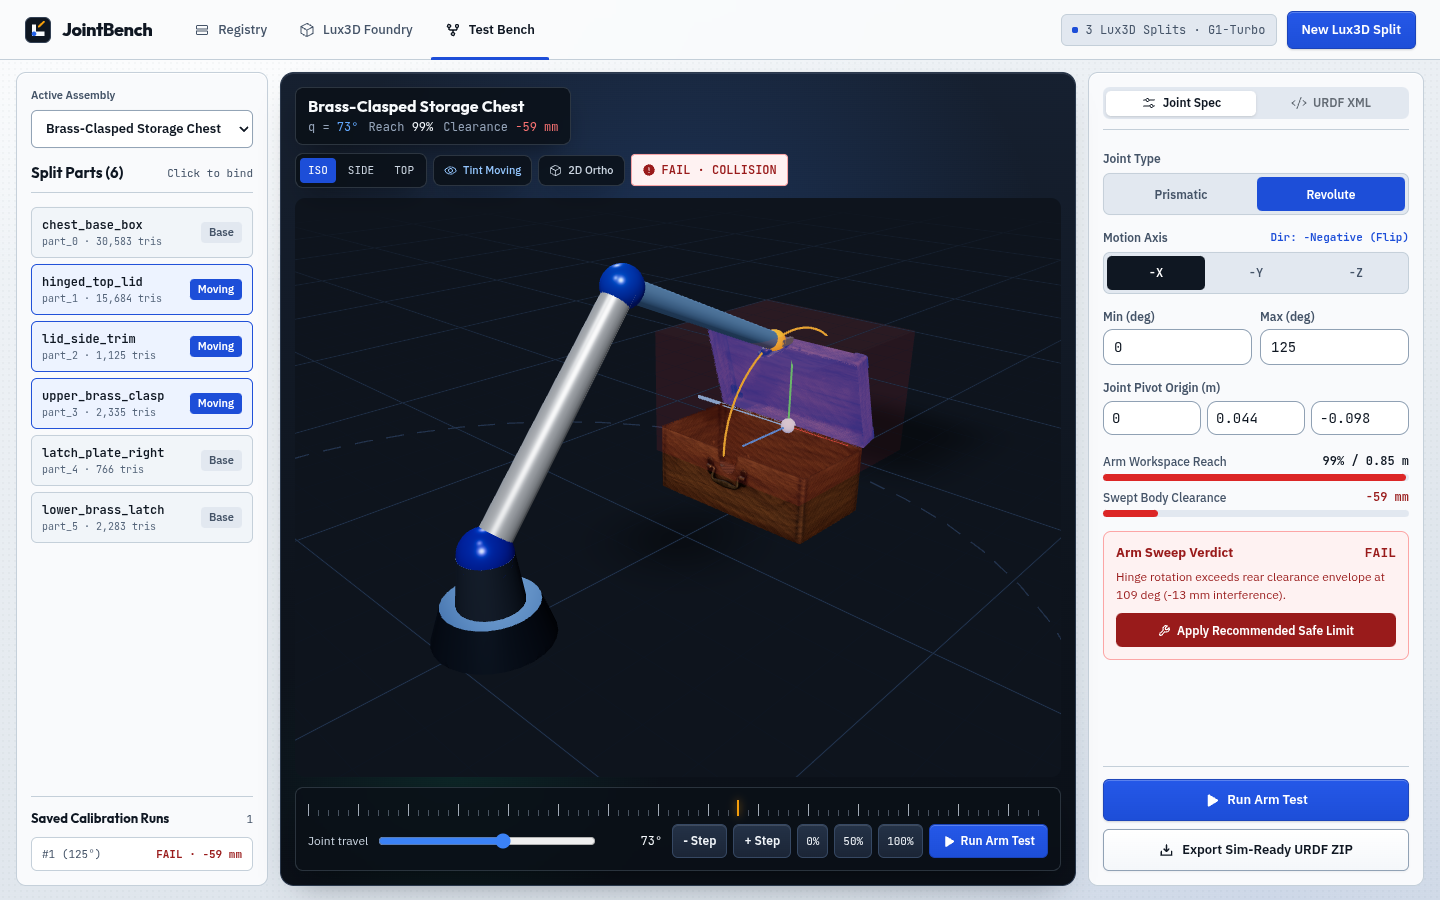 JointBench
Registry
Lux3D Foundry
Test Bench
3 Lux3D Splits · G1-Turbo
New Lux3D Split
Active Assembly
Brass-Clasped Storage Chest
Split Parts (6)
Click to bind
chest_base_box
part_0 · 30,583 tris
Base
hinged_top_lid
part_1 · 15,684 tris
Moving
lid_side_trim
part_2 · 1,125 tris
Moving
upper_brass_clasp
part_3 · 2,335 tris
Moving
latch_plate_right
part_4 · 766 tris
Base
lower_brass_latch
part_5 · 2,283 tris
Base
Saved Calibration Runs
1
#1 (125°)
FAIL · -59 mm
Brass-Clasped Storage Chest
q = 73° Reach 99% Clearance -59 mm
ISO
SIDE
TOP
Tint Moving
2D Ortho
FAIL · COLLISION
Joint travel
73°
- Step
+ Step
0%
50%
100%
Run Arm Test
Joint Spec
</> URDF XML
Joint Type
Prismatic
Revolute
Motion Axis
Dir: -Negative (Flip)
-X
-Y
-Z
Min (deg)
Max (deg)
0
125
Joint Pivot Origin (m)
0
0.044
-0.098
Arm Workspace Reach
99% / 0.85 m
Swept Body Clearance
-59 mm
Arm Sweep Verdict
FAIL
Hinge rotation exceeds rear clearance envelope at
109 deg (-13 mm interference).
Apply Recommended Safe Limit
Run Arm Test
Export Sim-Ready URDF ZIP